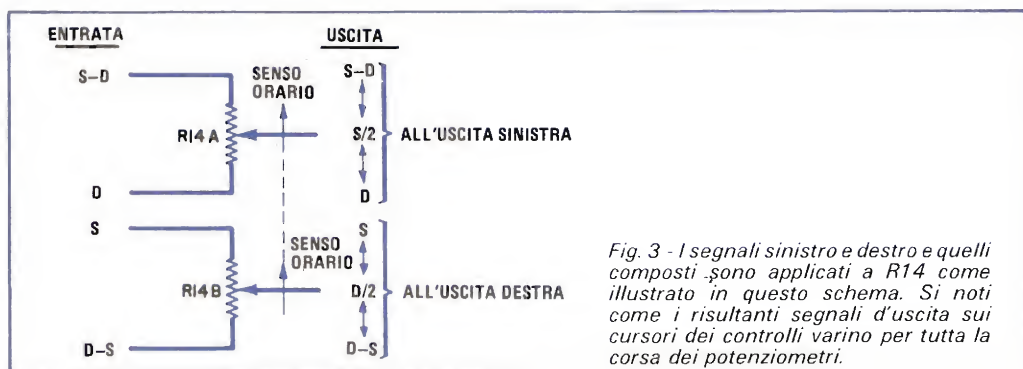 ENTRATA
USCITA
S–D
SENSO
ORARIO
S–D
R14A
S/2
ALL'USCITA SINISTRA
D
D
S
S
SENSO
ORARIO
R14B
D/2
ALL'USCITA DESTRA
D–S
D–S
Fig. 3 - I segnali sinistro e destro e quelli
composti sono applicati a R14 come
illustrato in questo schema. Si noti
come i risultanti segnali d'uscita sui
cursori dei controlli varino per tutta la
corsa dei potenziometri.